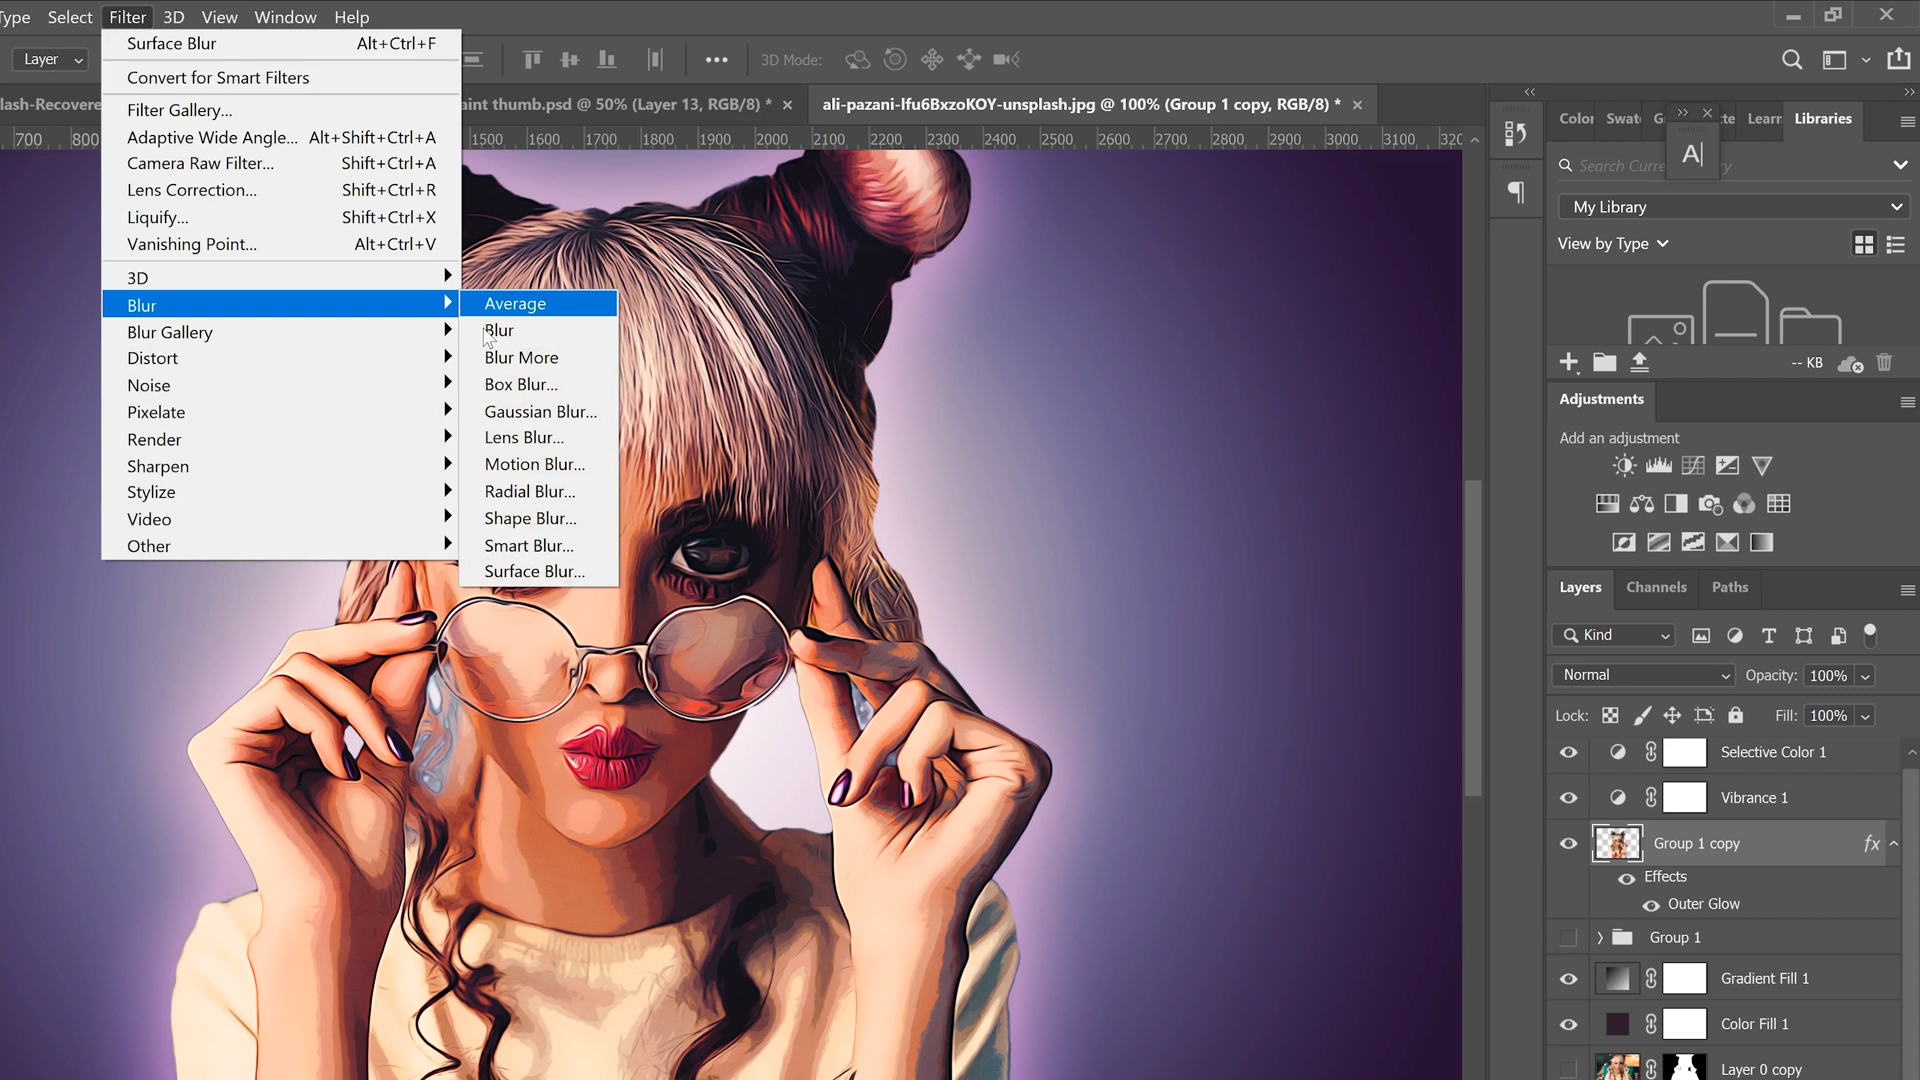 Type Select Filter 3D View Window Help
Layer
3D Mode:
lash-Recovere
aint thumb.psd @ 50% (Layer 13, RGB/8) *
ali-pazani-lfu6BxzoKOY-unsplash.jpg @ 100% (Group 1 copy, RGB/8) *
700 800 1500 1600 1700 1800 1900 2000 2100 2200 2300 2400 2500 2600 2700 2800 2900 3000 3100 320
Surface Blur Alt+Ctrl+F
Convert for Smart Filters
Filter Gallery...
Adaptive Wide Angle... Alt+Shift+Ctrl+A
Camera Raw Filter... Shift+Ctrl+A
Lens Correction... Shift+Ctrl+R
Liquify... Shift+Ctrl+X
Vanishing Point... Alt+Ctrl+V
3D
Blur
Blur Gallery
Distort
Noise
Pixelate
Render
Sharpen
Stylize
Video
Other
Average
Blur
Blur More
Box Blur...
Gaussian Blur...
Lens Blur...
Motion Blur...
Radial Blur...
Shape Blur...
Smart Blur...
Surface Blur...
Color Swat G te Learn Libraries
A
Search Curre ry
My Library
View by Type
-- KB
Adjustments
Add an adjustment
Layers Channels Paths
Kind
Normal Opacity: 100%
Lock: Fill: 100%
Selective Color 1
Vibrance 1
Group 1 copy fx
Effects
Outer Glow
Group 1
Gradient Fill 1
Color Fill 1
Layer 0 copy